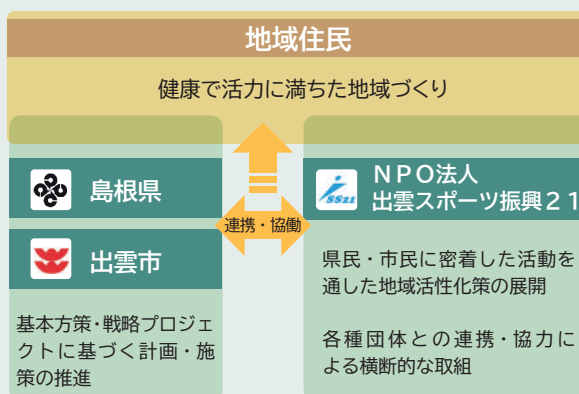 地域住民
健康で活力に満ちた地域づくり
島根県
出雲市
基本方策・戦略プロジェ
クトに基づく計画・施
策の推進
連携・協働
SS21
NPO法人
出雲スポーツ振興21
県民・市民に密着した活動を
通した地域活性化策の展開
各種団体との連携・協力に
よる横断的な取組